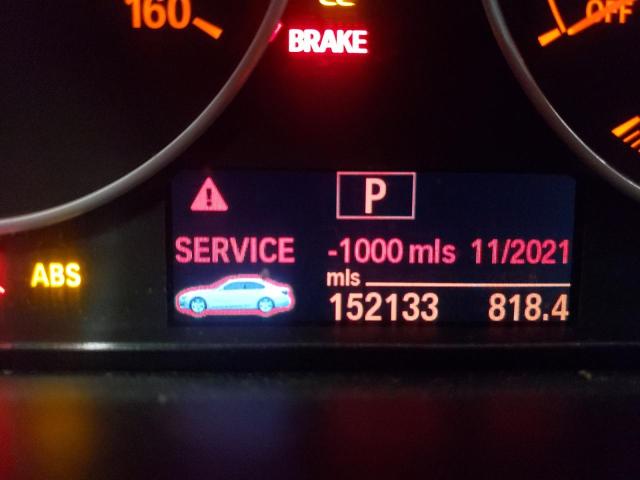 160
OFF
BRAKE
P
SERVICE -1000 mls 11/2021
ABS
mls
152133 818.4